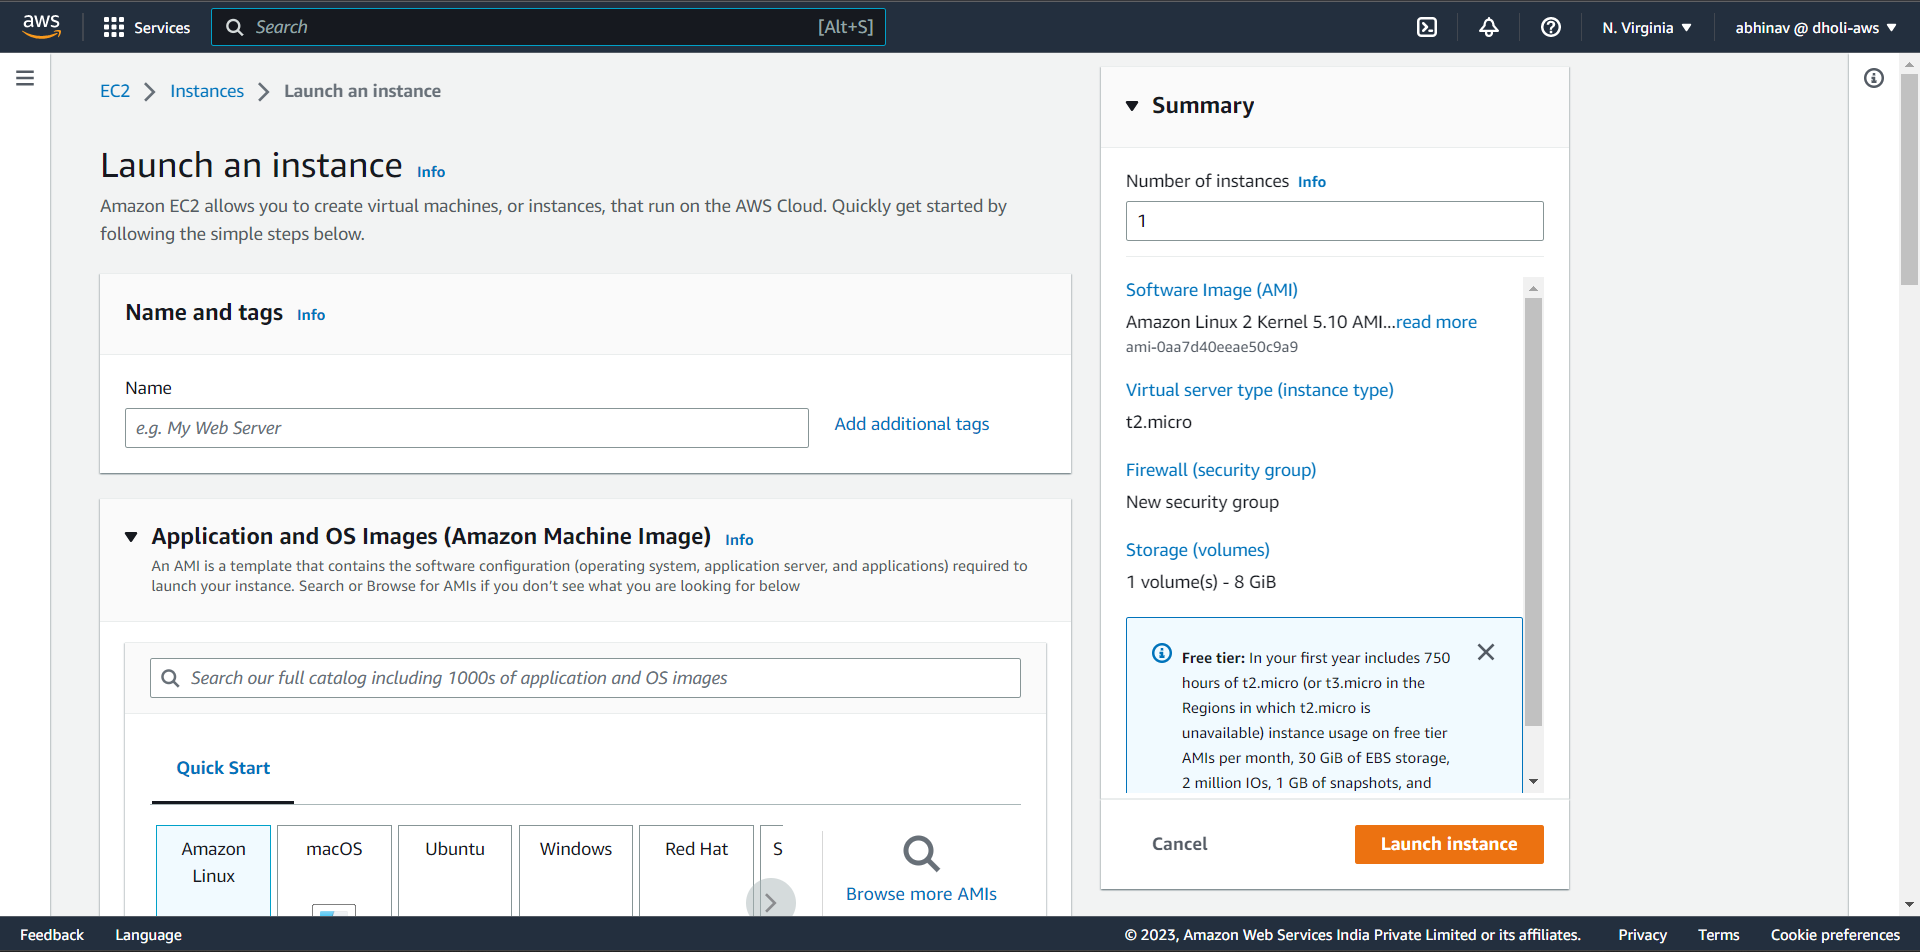 aws
Services
Search
[Alt+S]
N. Virginia
abhinav @ dholi-aws
EC2
Instances
Launch an instance
Launch an instance Info
Amazon EC2 allows you to create virtual machines, or instances, that run on the AWS Cloud. Quickly get started by
following the simple steps below.
Name and tags Info
Name
e.g. My Web Server
Add additional tags
Application and OS Images (Amazon Machine Image) Info
An AMI is a template that contains the software configuration (operating system, application server, and applications) required to
launch your instance. Search or Browse for AMIs if you don’t see what you are looking for below
Search our full catalog including 1000s of application and OS images
Quick Start
Amazon
Linux
macOS
Ubuntu
Windows
Red Hat
S
Browse more AMIs
Summary
Number of instances Info
1
Software Image (AMI)
Amazon Linux 2 Kernel 5.10 AMI...read more
ami-0aa7d40eeae50c9a9
Virtual server type (instance type)
t2.micro
Firewall (security group)
New security group
Storage (volumes)
1 volume(s) - 8 GiB
Free tier: In your first year includes 750
hours of t2.micro (or t3.micro in the
Regions in which t2.micro is
unavailable) instance usage on free tier
AMIs per month, 30 GiB of EBS storage,
2 million IOs, 1 GB of snapshots, and
Cancel
Launch instance
Feedback
Language
© 2023, Amazon Web Services India Private Limited or its affiliates.
Privacy
Terms
Cookie preferences